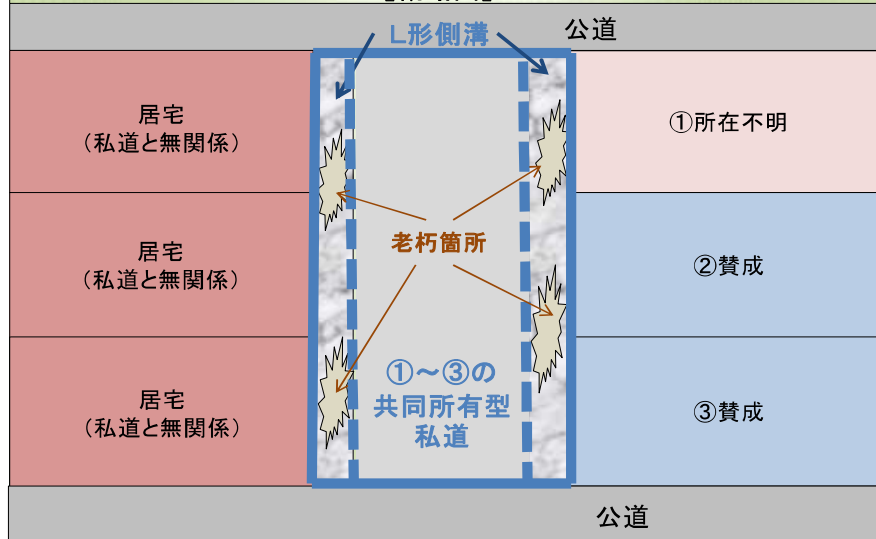 公道
L形側溝
居宅
（私道と無関係）
①所在不明
居宅
（私道と無関係）
老朽箇所
②賛成
居宅
（私道と無関係）
①～③の
共同所有型
私道
③賛成
公道